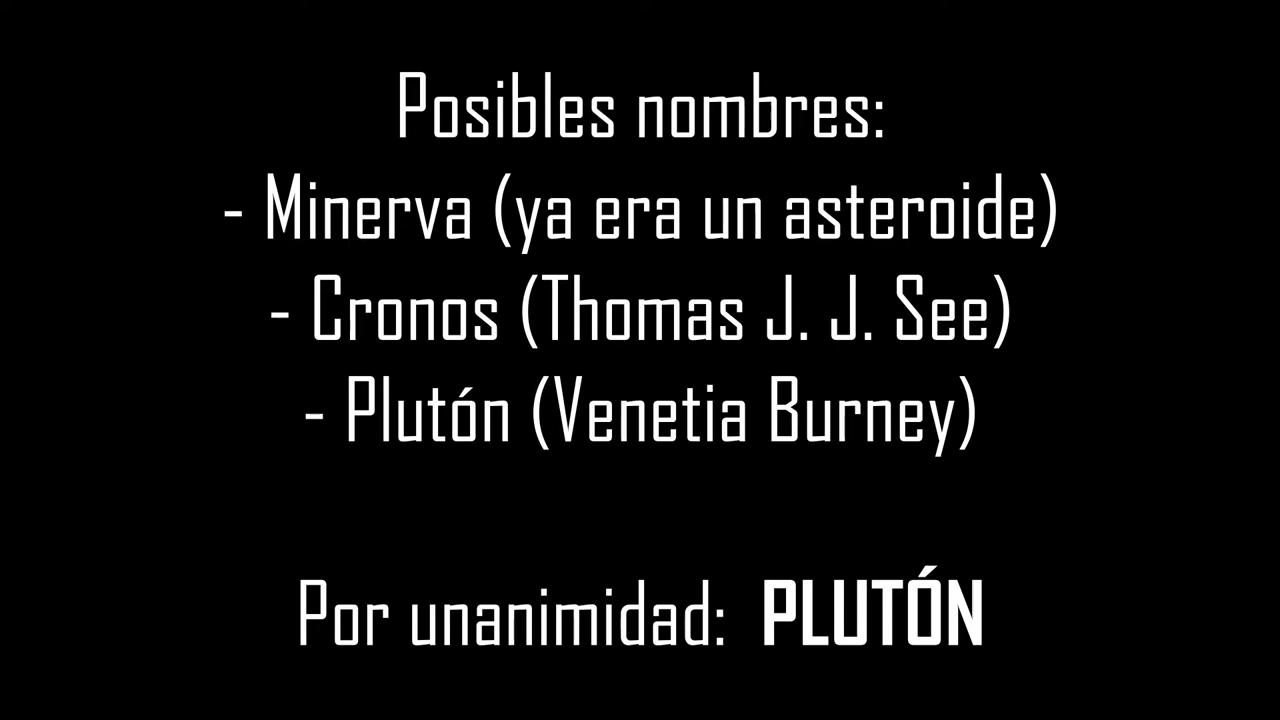 Posibles nombres:
- Minerva (ya era un asteroide)
- Cronos (Thomas J. J. See)
- Plutón (Venetia Burney)
Por unanimidad: PLUTÓN